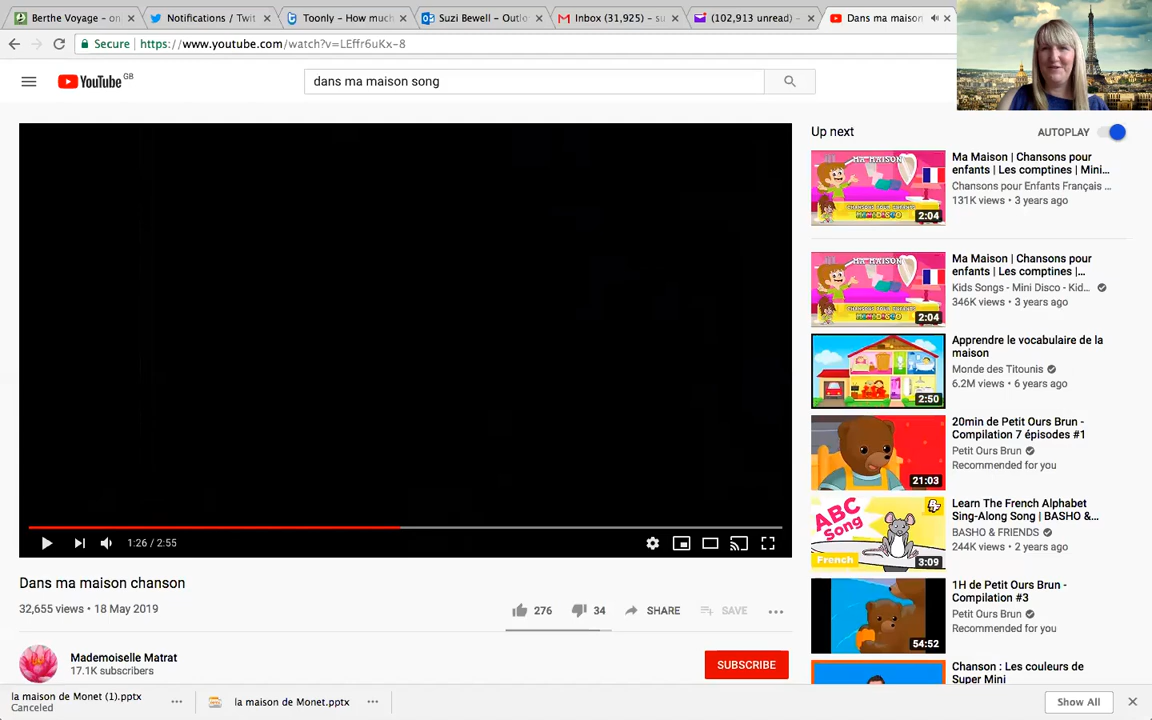 Berthe Voyage - on
Notifications / Twit
Toonly – How much
Suzi Bewell – Outlo
Inbox (31,925) - su
(102,913 unread) -
Dans ma maison
Secure
https://www.youtube.com/watch?v=LEffr6uKx-8
YouTube GB
dans ma maison song
Up next
AUTOPLAY
MA MAISON
2:04
Ma Maison | Chansons pour
enfants | Les comptines | Mini...
Chansons pour Enfants Français ...
131K views • 3 years ago
MA MAISON
2:04
Ma Maison | Chansons pour
enfants | Les comptines |...
Kids Songs - Mini Disco - Kid...
346K views • 3 years ago
2:50
Apprendre le vocabulaire de la
maison
Monde des Titounis
6.2M views • 6 years ago
21:03
20min de Petit Ours Brun -
Compilation 7 épisodes #1
Petit Ours Brun
Recommended for you
ABC
Song
French
3:09
Learn The French Alphabet
Sing-Along Song | BASHO &...
BASHO & FRIENDS
244K views • 2 years ago
54:52
1H de Petit Ours Brun -
Compilation #3
Petit Ours Brun
Recommended for you
Chanson : Les couleurs de
Super Mini
1:26 / 2:55
Dans ma maison chanson
32,655 views • 18 May 2019
276
34
SHARE
SAVE
Mademoiselle Matrat
17.1K subscribers
SUBSCRIBE
la maison de Monet (1).pptx
Canceled
la maison de Monet.pptx
Show All